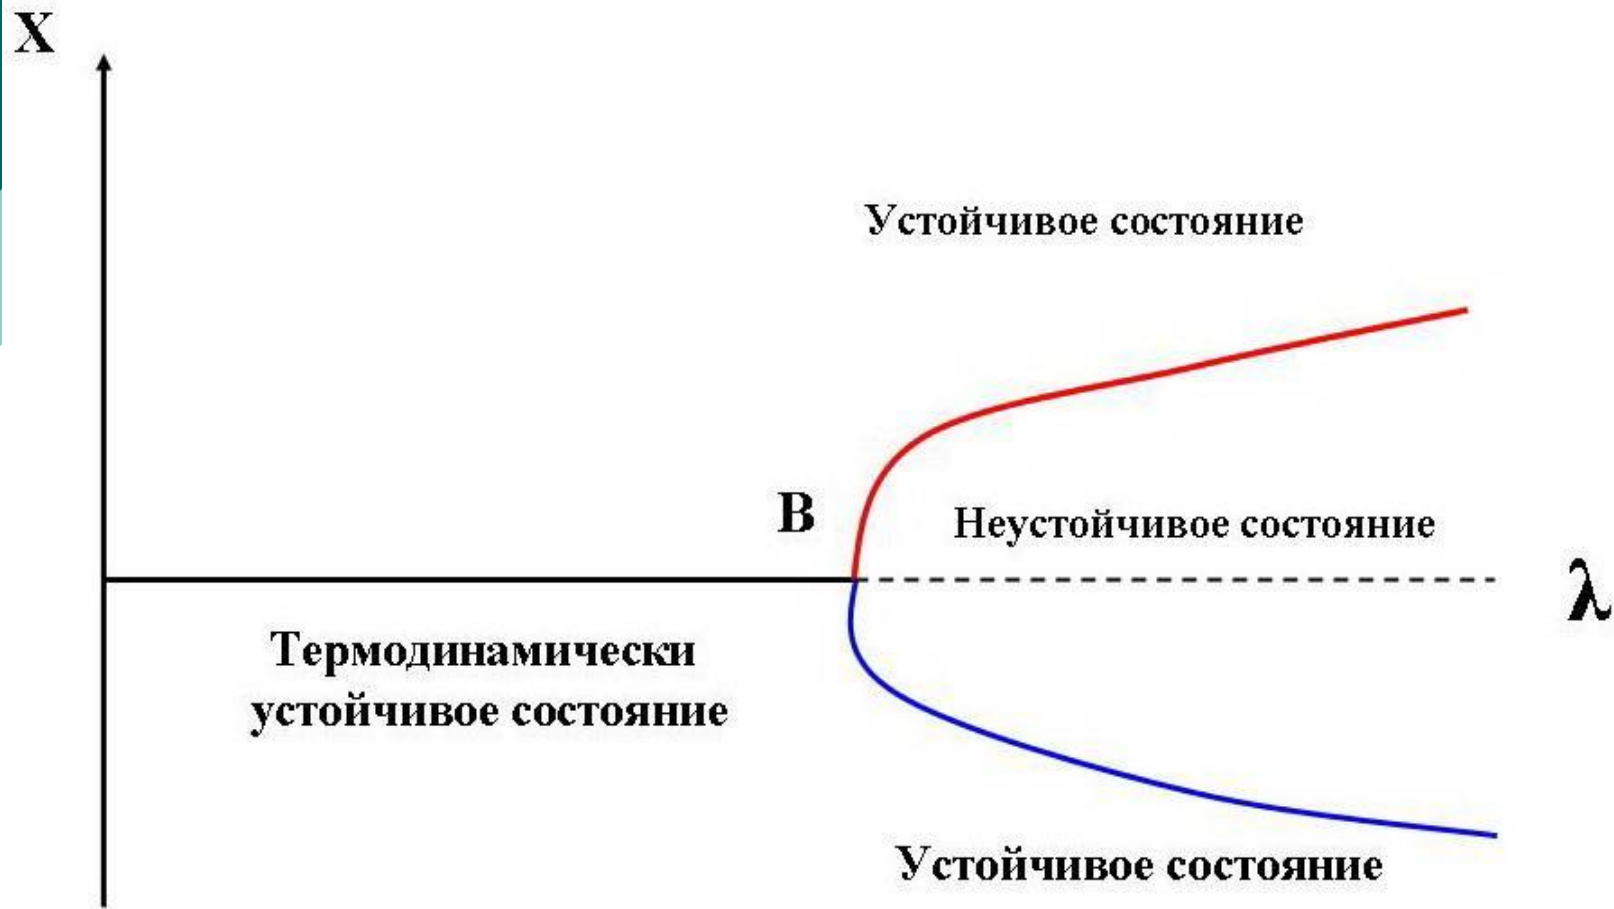 X
Устойчивое состояние
В
Неустойчивое состояние
λ
Термодинамически
устойчивое состояние
Устойчивое состояние